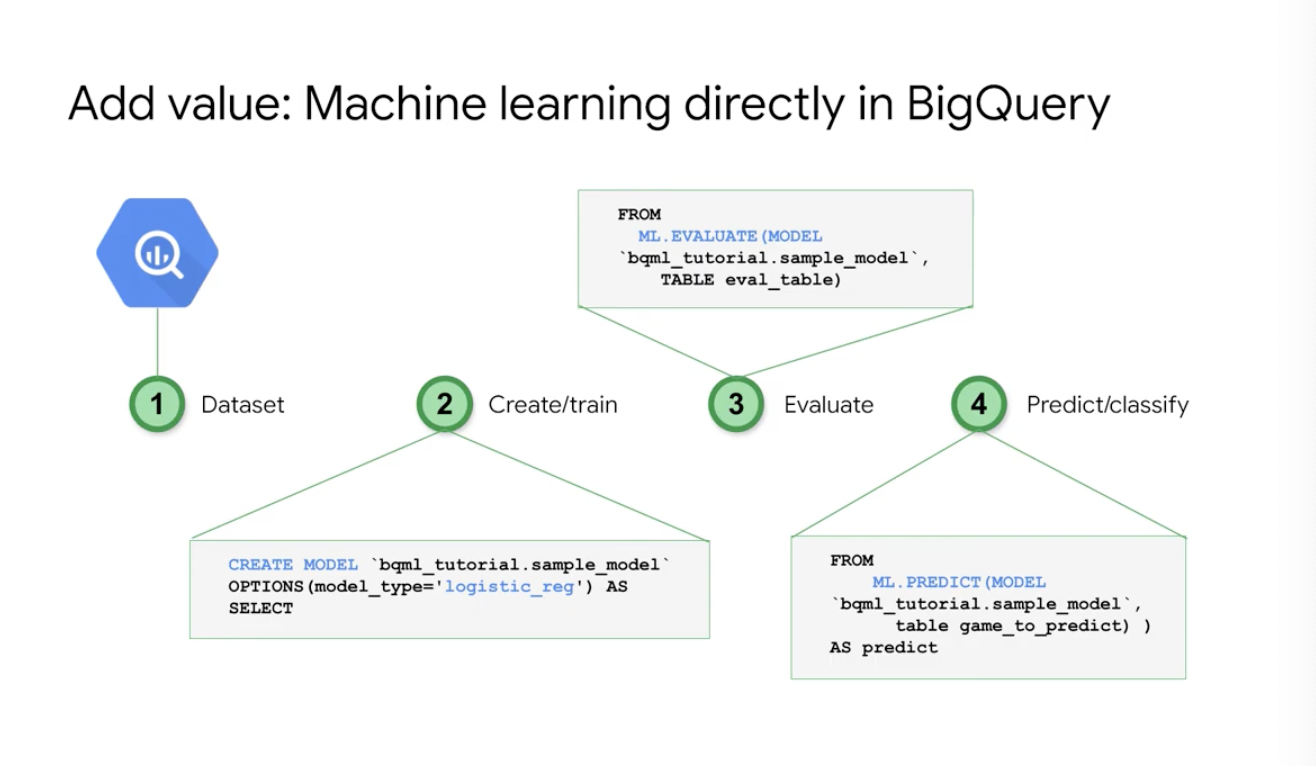 Add value: Machine learning directly in BigQuery
FROM
ML.EVALUATE(MODEL
`bqml_tutorial.sample_model`,
TABLE eval_table)
1 Dataset
2 Create/train
3 Evaluate
4 Predict/classify
CREATE MODEL `bqml_tutorial.sample_model`
OPTIONS(model_type='logistic_reg') AS
SELECT
FROM
ML.PREDICT(MODEL
`bqml_tutorial.sample_model`,
table game_to_predict) )
AS predict